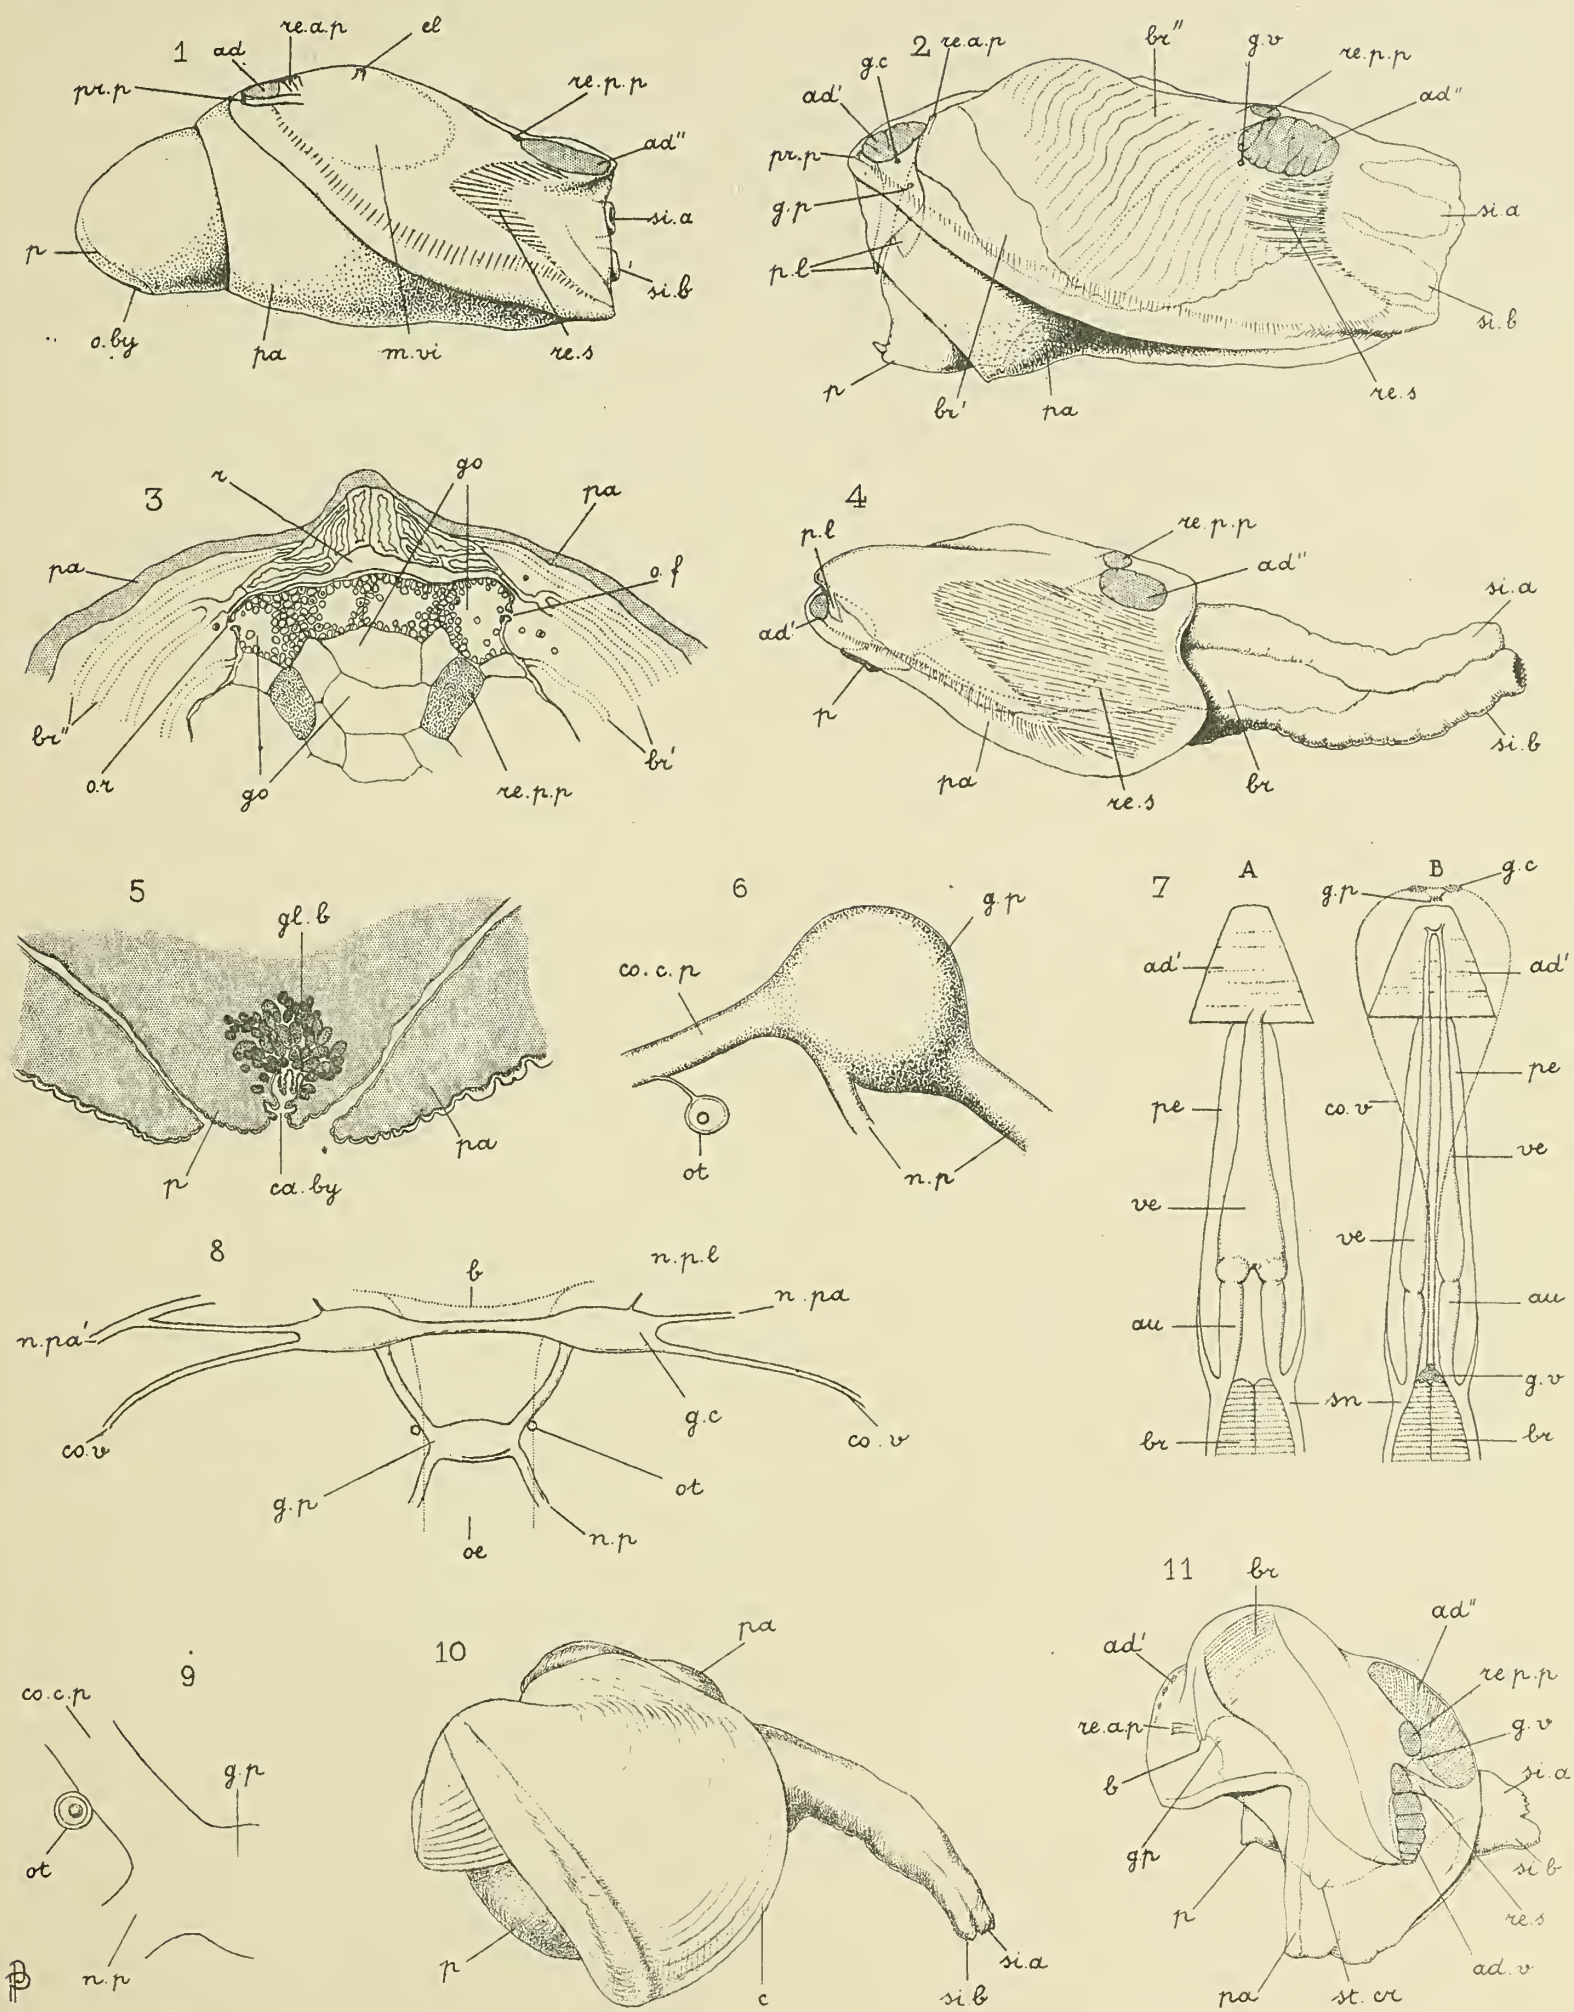 1
ad.
re.a.p
el
pr.p
re.p.p
ad"
si.a
si.b
p
o.by
pa
m.vi
re.s
2
re.a.p
br"
g.v
re.p.p
g.c
ad'
ad"
pr.p
g.p
p.l
si.a
si.b
p
br'
pa
re.s
3
r
go
pa
pa
o.f
br"
o.r
go
re.p.p
br'
4
p.l
re.p.p
ad"
si.a
ad'
p
pa
re.s
br
si.b
5
gl.b
p
ca.by
pa
6
g.p
co.c.p
ot
n.p
7
A
B
g.c
g.p
ad'
ad'
pe
pe
co.v
ve
ve
ve
au
au
g.v
sn
br
br
8
b
n.p.l
n.pa
n.pa'
co.v
g.c
co.v
g.p
ot
oe
n.p
9
co.c.p
g.p
ot
n.p
10
pa
p
c
si.b
si.a
11
br
ad'
ad"
re.p.p
re.a.p
g.v
b
si.a
gp
si b
p
re.s
ad.v
pa
st.cr